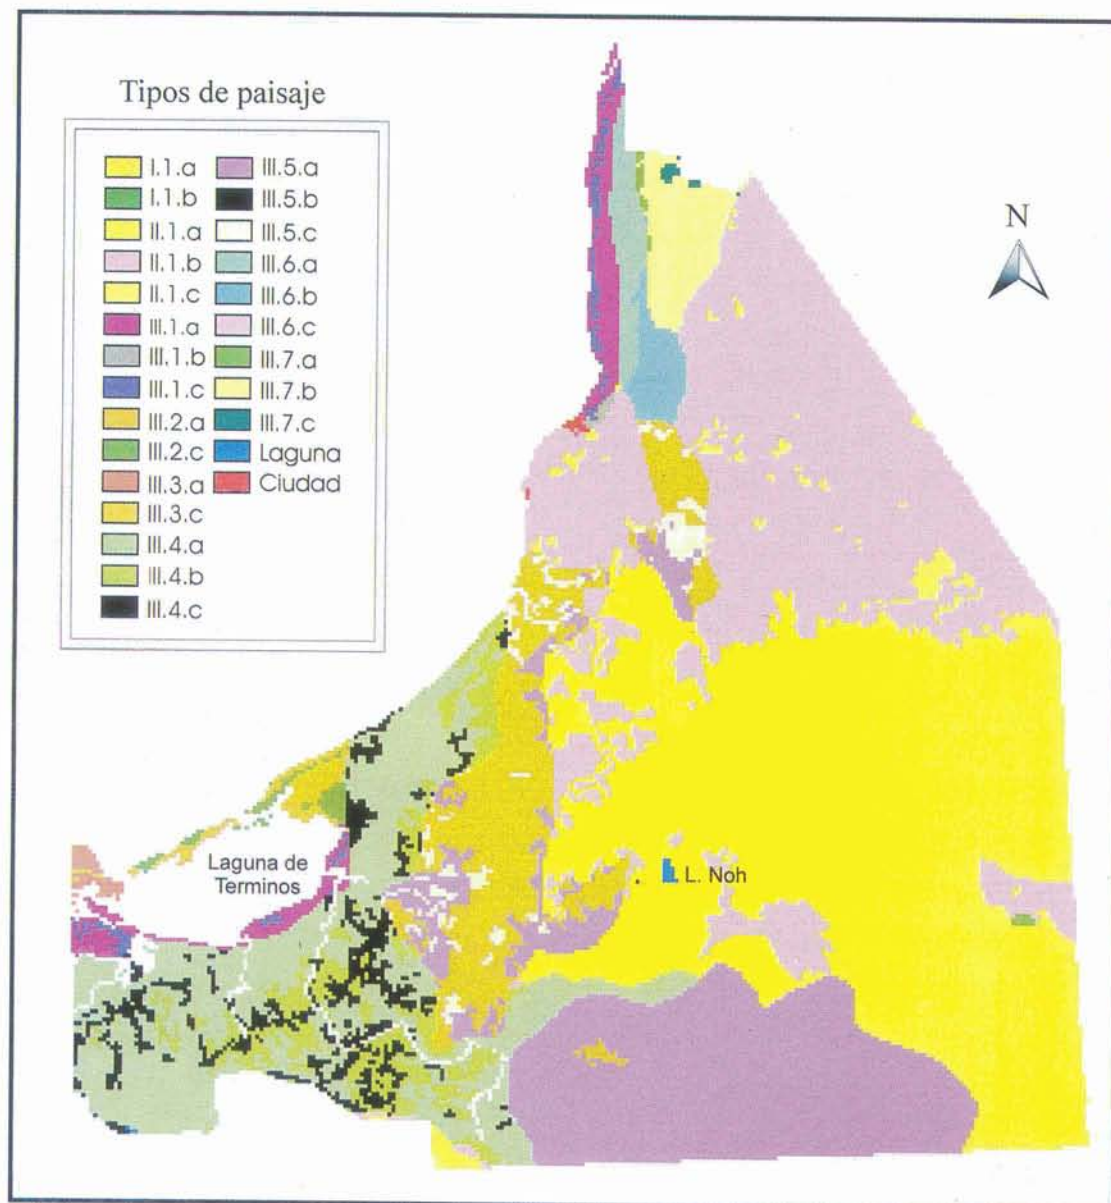 Tipos de paisaje
I.1.a
I.1.b
II.1.a
II.1.b
II.1.c
III.1.a
III.1.b
III.1.c
III.2.a
III.2.c
III.3.a
III.3.c
III.4.a
III.4.b
III.4.c
III.5.a
III.5.b
III.5.c
III.6.a
III.6.b
III.6.c
III.7.a
III.7.b
III.7.c
Laguna
Ciudad
N
Laguna de
Terminos
L. Noh